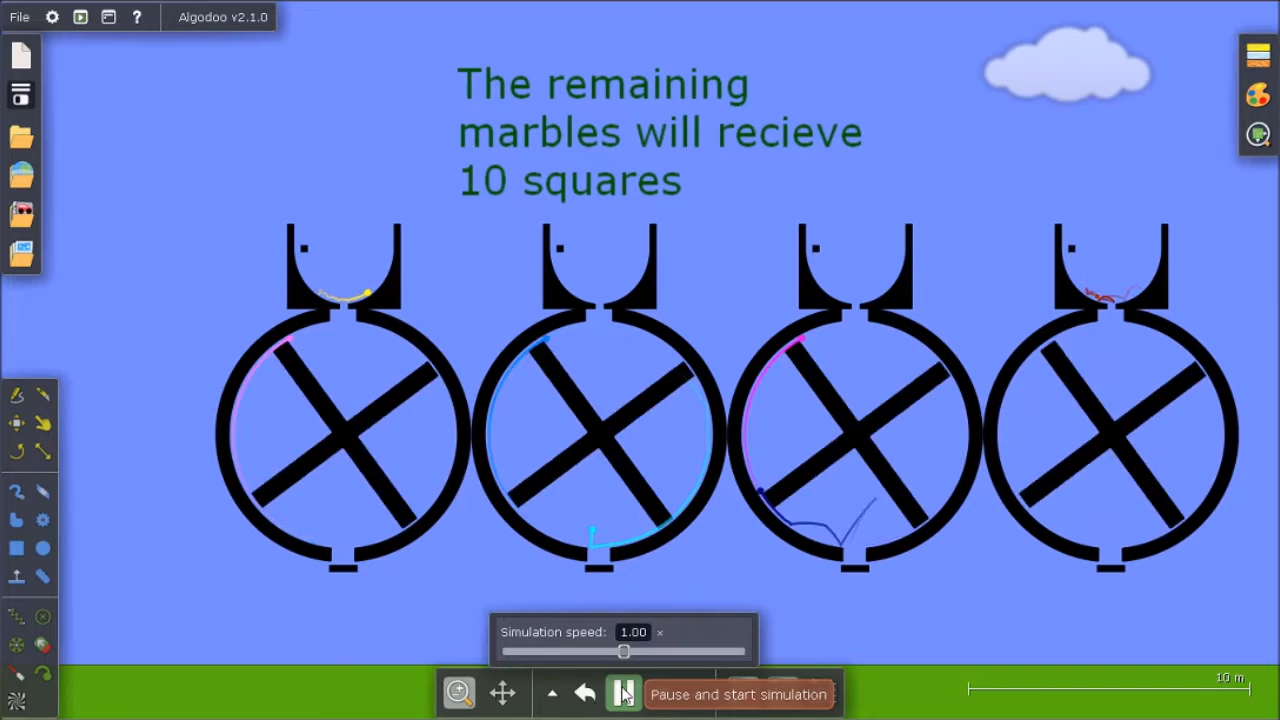 File
?
Algodoo v2.1.0
The remaining
marbles will recieve
10 squares
Simulation speed: 1.00 ×
Pause and start simulation
10 m